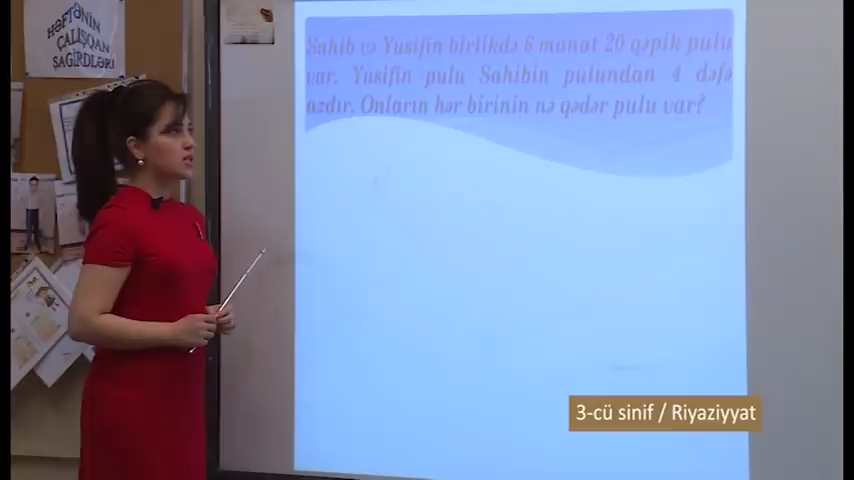 HƏFTƏNİN
ÇALIŞQAN
ŞAGİRDLƏRİ
Sahib və Yusifin birlikdə 6 manat 20 qəpik pulu
var. Yusifin pulu Sahibin pulundan 4 dəfə
azdır. Onların hər birinin nə qədər pulu var?
3-cü sinif / Riyaziyyat